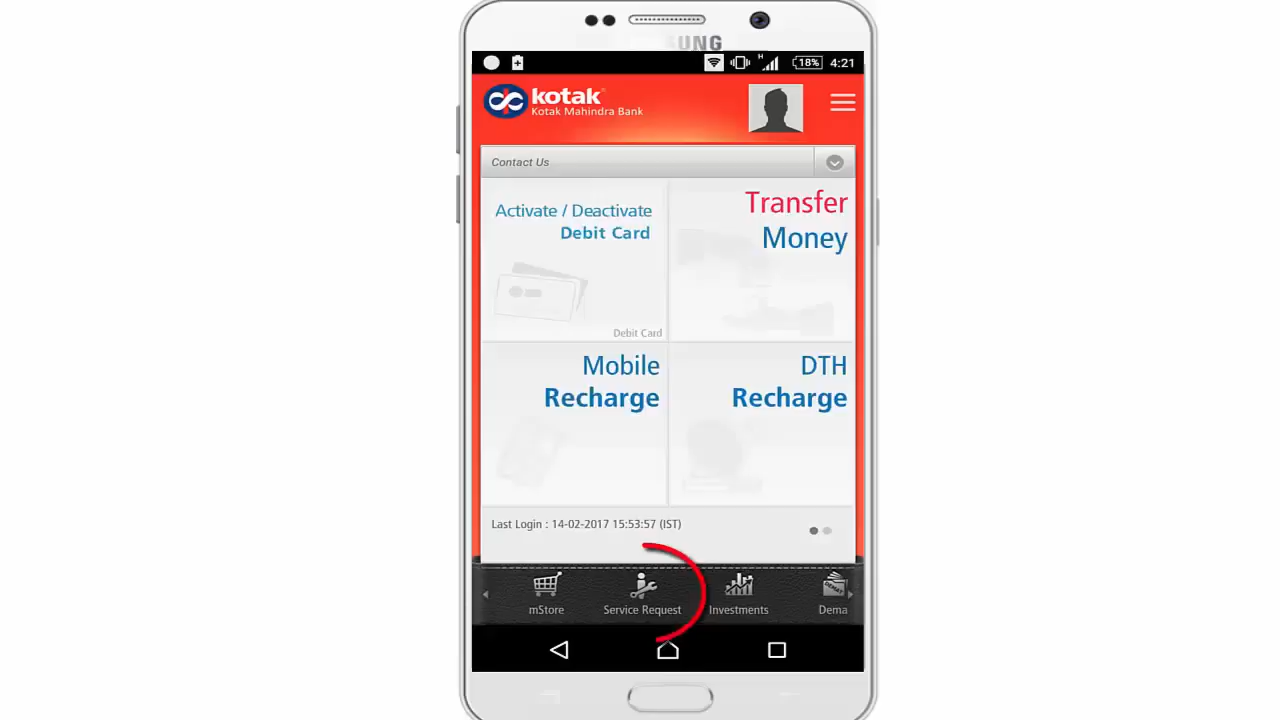 SUNG
18% 4:21
kotak
Kotak Mahindra Bank
Contact Us
Activate / Deactivate
Debit Card
Debit Card
Transfer
Money
Mobile
Recharge
DTH
Recharge
Last Login : 14-02-2017 15:53:57 (IST)
mStore Service Request Investments Dema